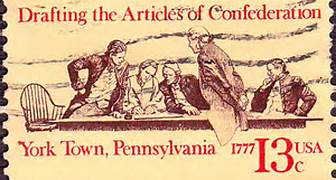 Drafting the Articles of Confederation
York Town, Pennsylvania 1777 13c USA